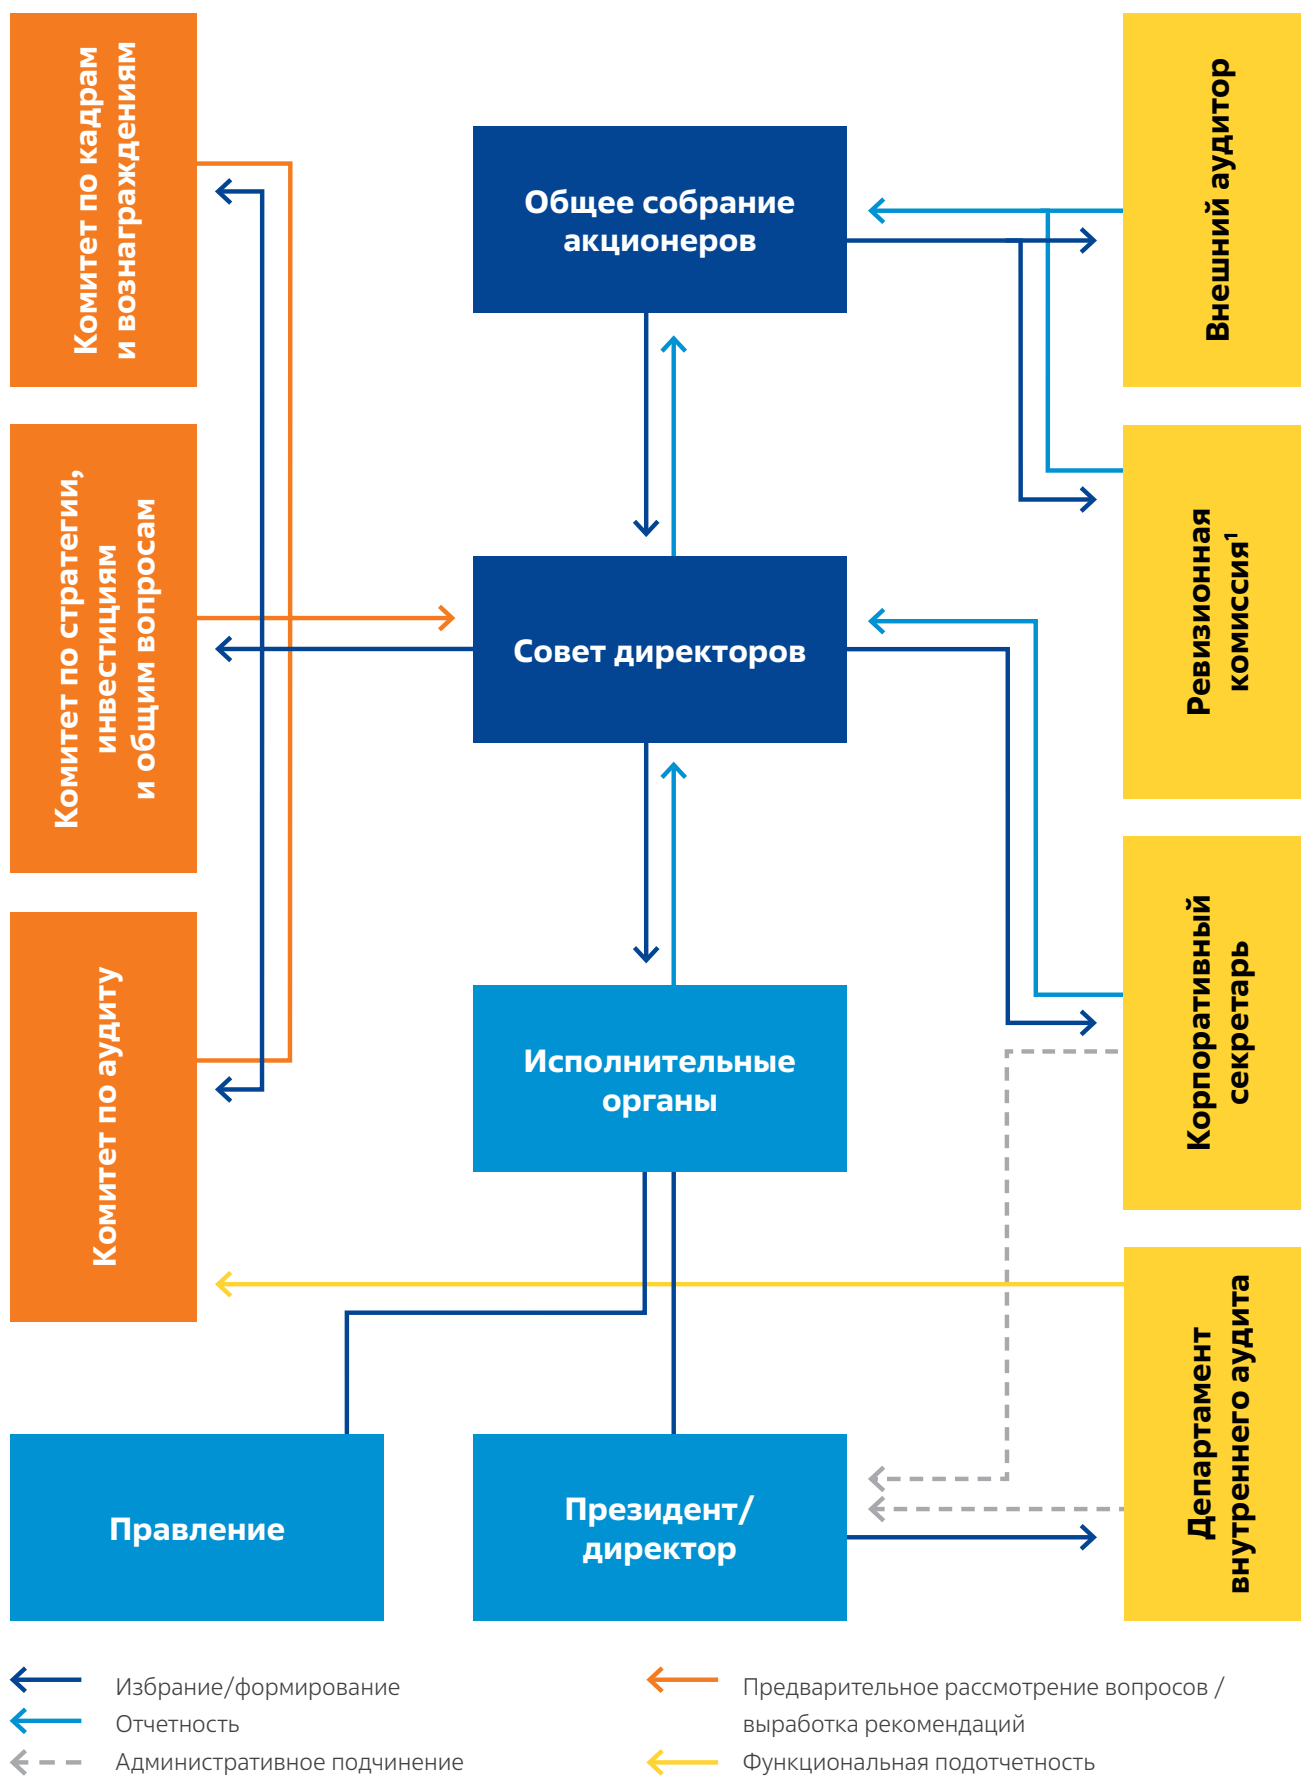 Комитет по кадрам
и вознаграждениям
Общее собрание
акционеров
Внешний аудитор
Комитет по стратегии,
инвестициям
и общим вопросам
Совет директоров
Ревизионная
комиссия¹
Комитет по аудиту
Исполнительные
органы
Корпоративный
секретарь
Департамент
внутреннего аудита
Правление
Президент/
директор
Избрание/формирование
Отчетность
Административное подчинение
Предварительное рассмотрение вопросов /
выработка рекомендаций
Функциональная подотчетность